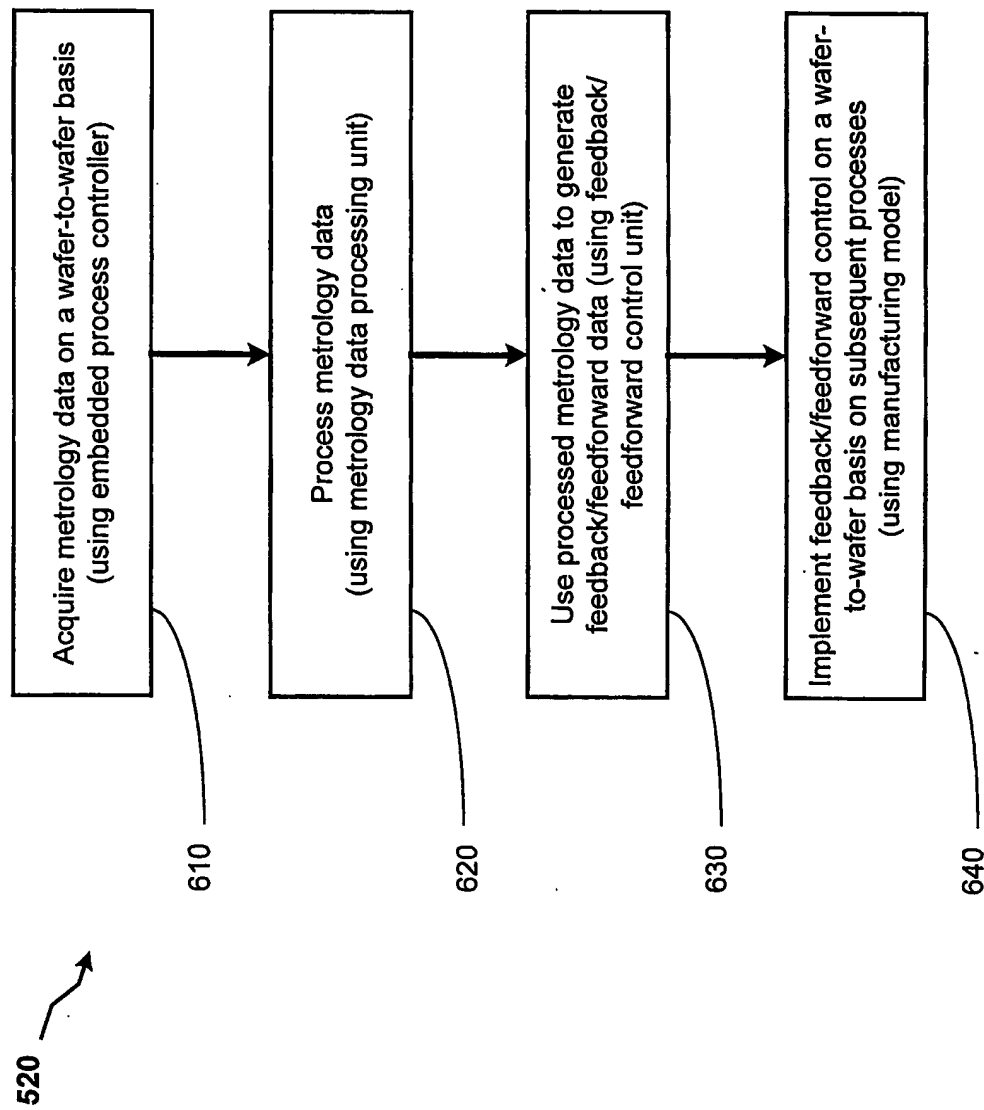 520
Acquire metrology data on a wafer-to-wafer basis
(using embedded process controller)
610
Process metrology data
(using metrology data processing unit)
620
Use processed metrology data to generate
feedback/feedforward data (using feedback/
feedforward control unit)
630
Implement feedback/feedforward control on a wafer-
to-wafer basis on subsequent processes
(using manufacturing model)
640